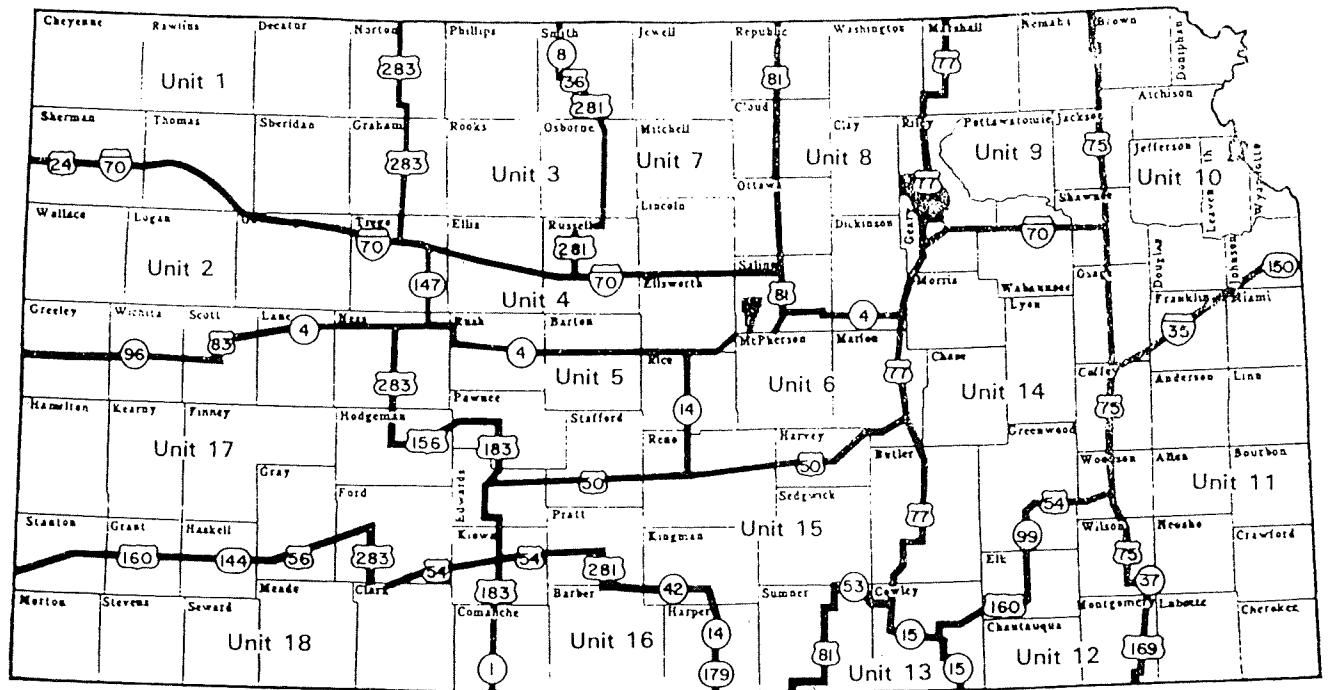 Cheyenne Rawlins Decatur Norton Phillips Smith Jewell Republic Washington Marshall Nemaha Brown Doniphan
Unit 1 283 8 36 281 81 77
Sherman Thomas Sheridan Graham Rooks Osborne Mitchell Cloud Clay Riley Pottawatomie Jackson Atchison
24 70 283 Unit 3 Unit 7 Unit 8 77 Unit 9 75 Jefferson Unit 10 Leavenworth Wyandotte
Ottawa Shawnee
Wallace Logan Trego Ellis Russell Lincoln Dickinson Geary
Unit 2 70 281 70 Saline 70
147 Unit 4 Ellsworth 81 Morris Wabaunsee Osage Douglas Johnson 150
Greeley Wichita Scott Lane Ness Rush Barton Lyon Franklin Miami
96 83 4 4 Rice McPherson 4 Marion Chase 35
283 Unit 5 Unit 6 77 Unit 14 Coffey Anderson Linn
Hamilton Kearny Finney Hodgeman Pawnee Stafford 14 75
Unit 17 156 183 Reno Harvey Greenwood
Gray 50 50 Butler Woodson Allen Bourbon
Ford Edwards Sedgwick Unit 11
Stanton Grant Haskell Kiowa Pratt Kingman Unit 15 77 54 Wilson Neosho Crawford
160 144 56 283 54 54 281 99 75
Meade Clark 183 Barber 42 Sumner 53 Cowley Elk 160 37
Morton Stevens Seward Comanche Harper Montgomery Labette Cherokee
Unit 18 Unit 16 14 15 Chautauqua
1 179 81 Unit 13 15 Unit 12 169